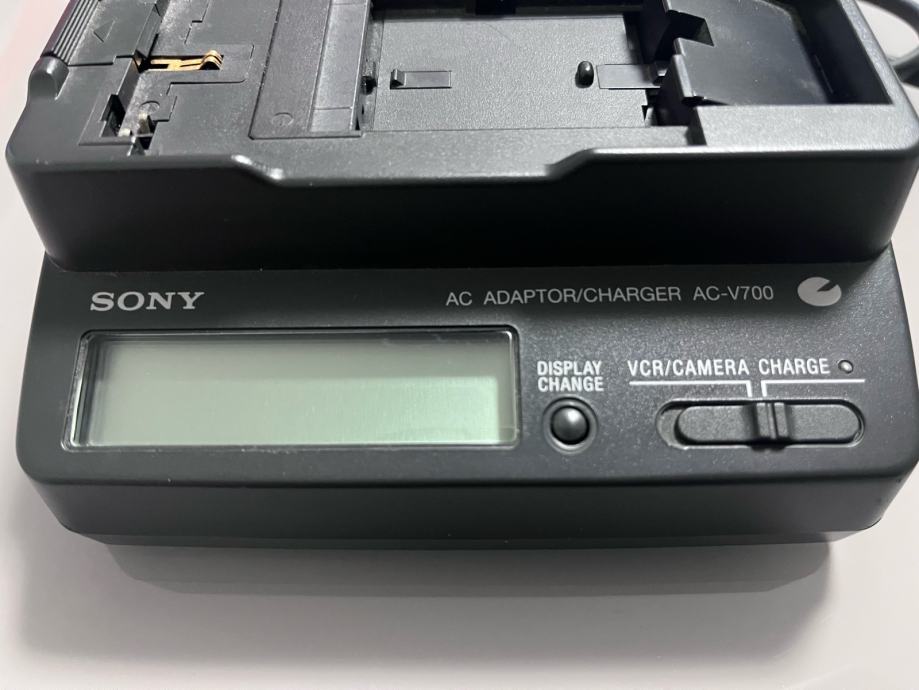 SONY
AC ADAPTOR/CHARGER AC-V700
DISPLAY
CHANGE
VCR/CAMERA CHARGE